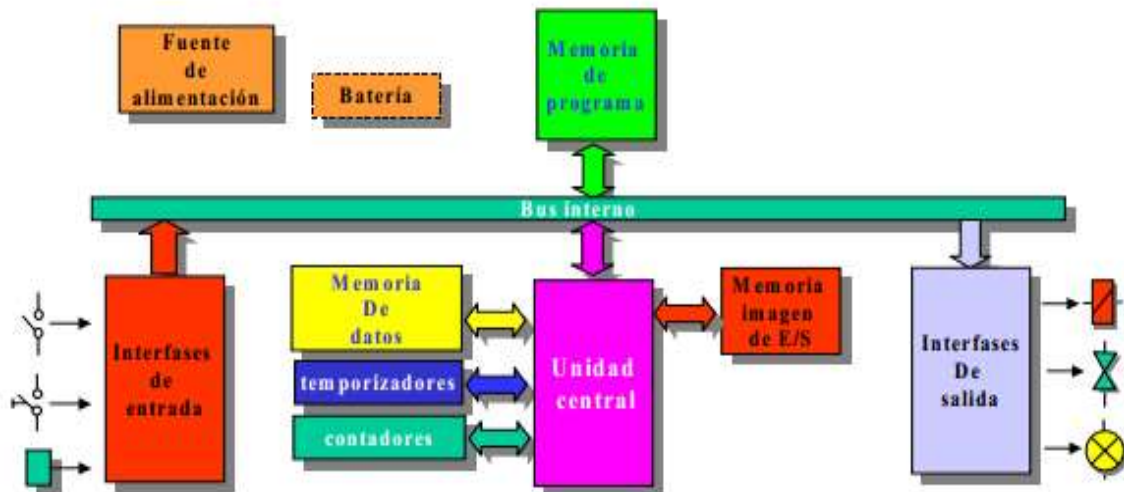 Fuente
de
alimentación
Batería
Memoria
de
programa
Bus interno
Interfases
de
entrada
Memoria
De
datos
temporizadores
contadores
Unidad
central
Memoria
imagen
de E/S
Interfases
De
salida